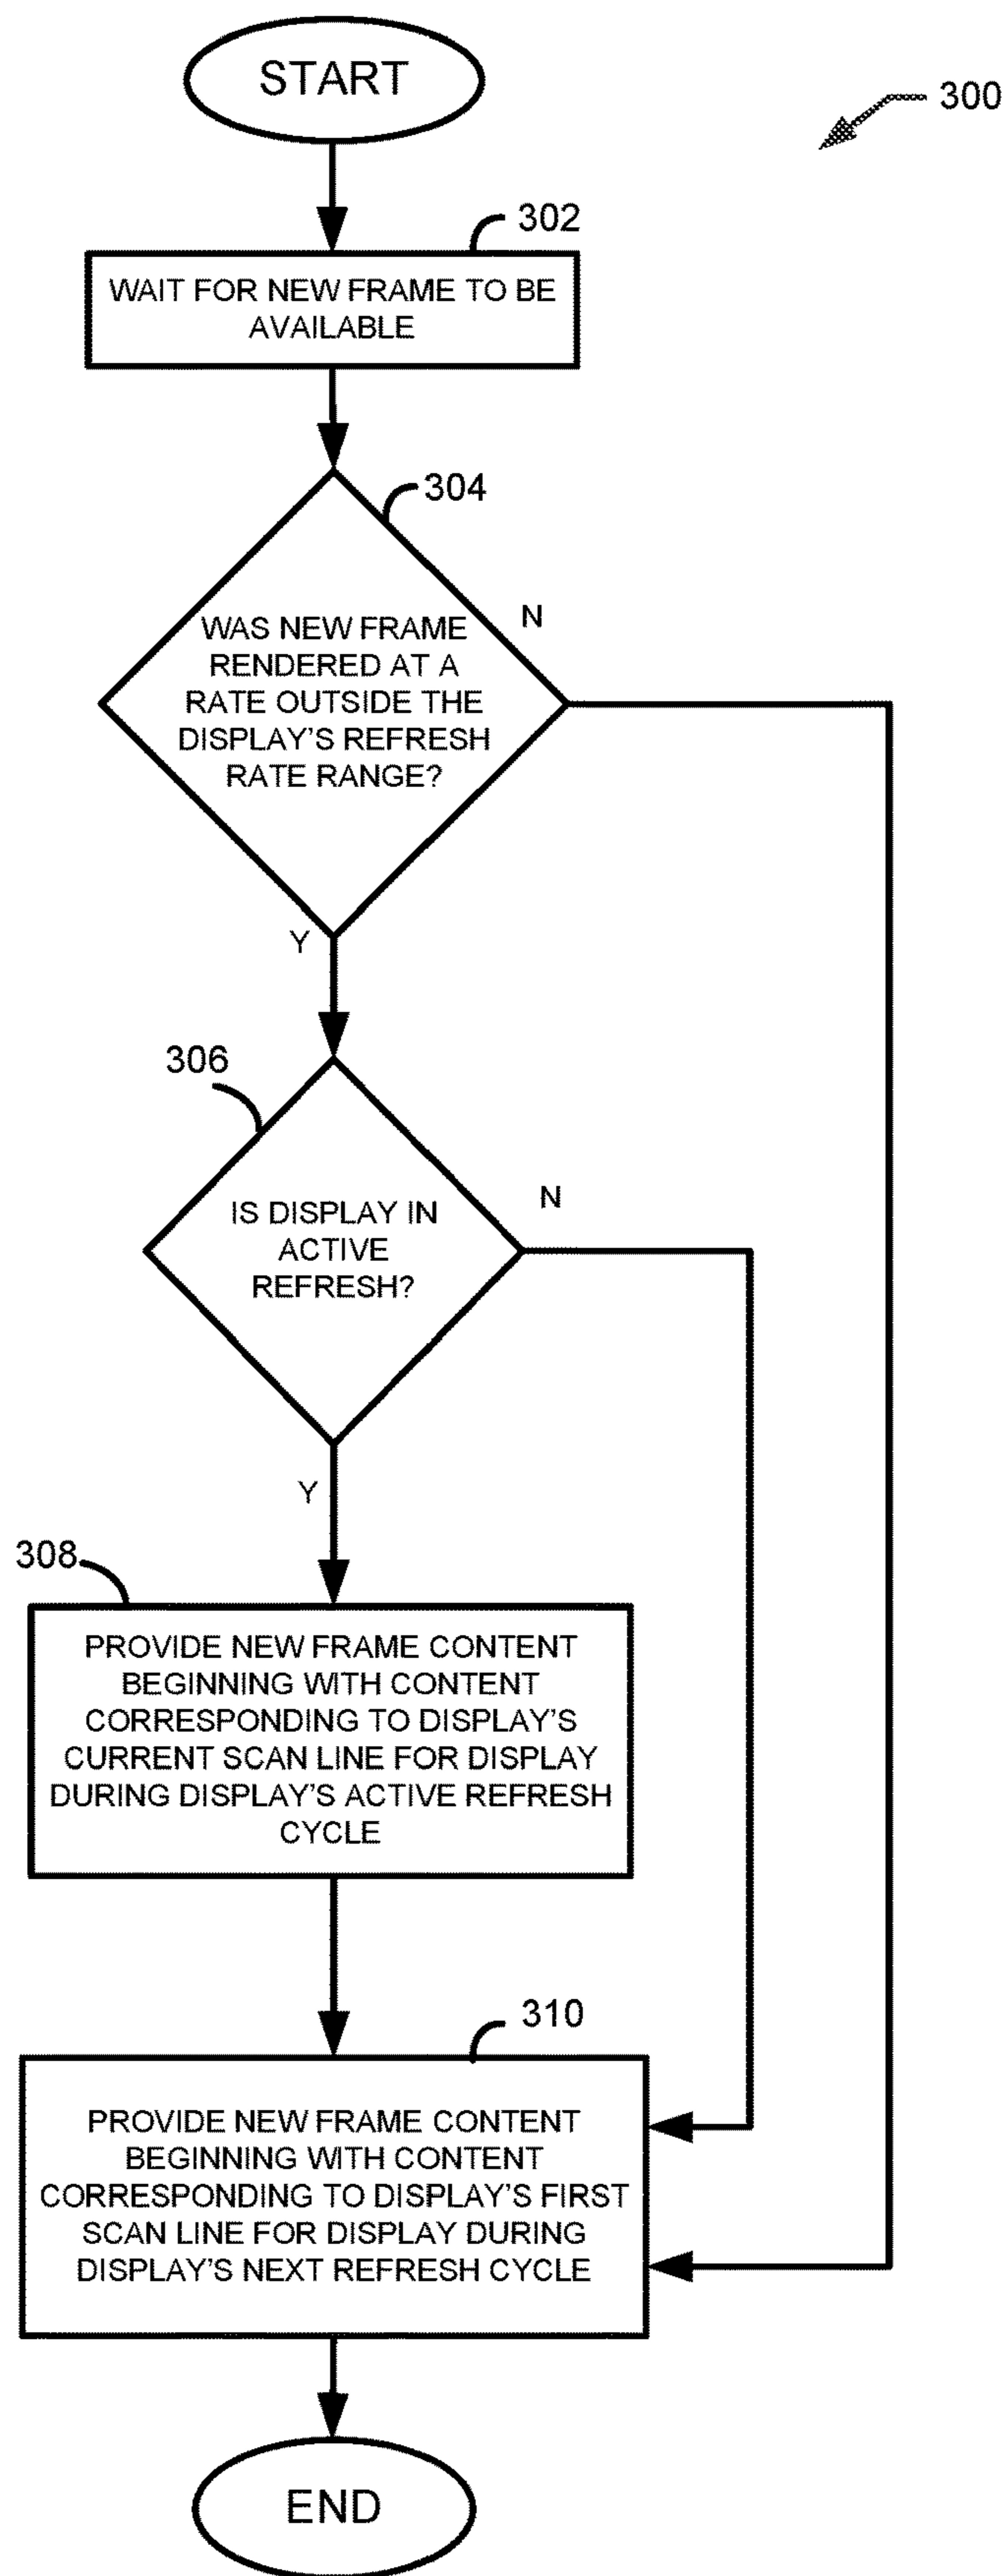 START
300
302
WAIT FOR NEW FRAME TO BE
AVAILABLE
304
WAS NEW FRAME
RENDERED AT A
RATE OUTSIDE THE
DISPLAY'S REFRESH
RATE RANGE?
N
Y
306
IS DISPLAY IN
ACTIVE
REFRESH?
N
Y
308
PROVIDE NEW FRAME CONTENT
BEGINNING WITH CONTENT
CORRESPONDING TO DISPLAY'S
CURRENT SCAN LINE FOR DISPLAY
DURING DISPLAY'S ACTIVE REFRESH
CYCLE
310
PROVIDE NEW FRAME CONTENT
BEGINNING WITH CONTENT
CORRESPONDING TO DISPLAY'S FIRST
SCAN LINE FOR DISPLAY DURING
DISPLAY'S NEXT REFRESH CYCLE
END